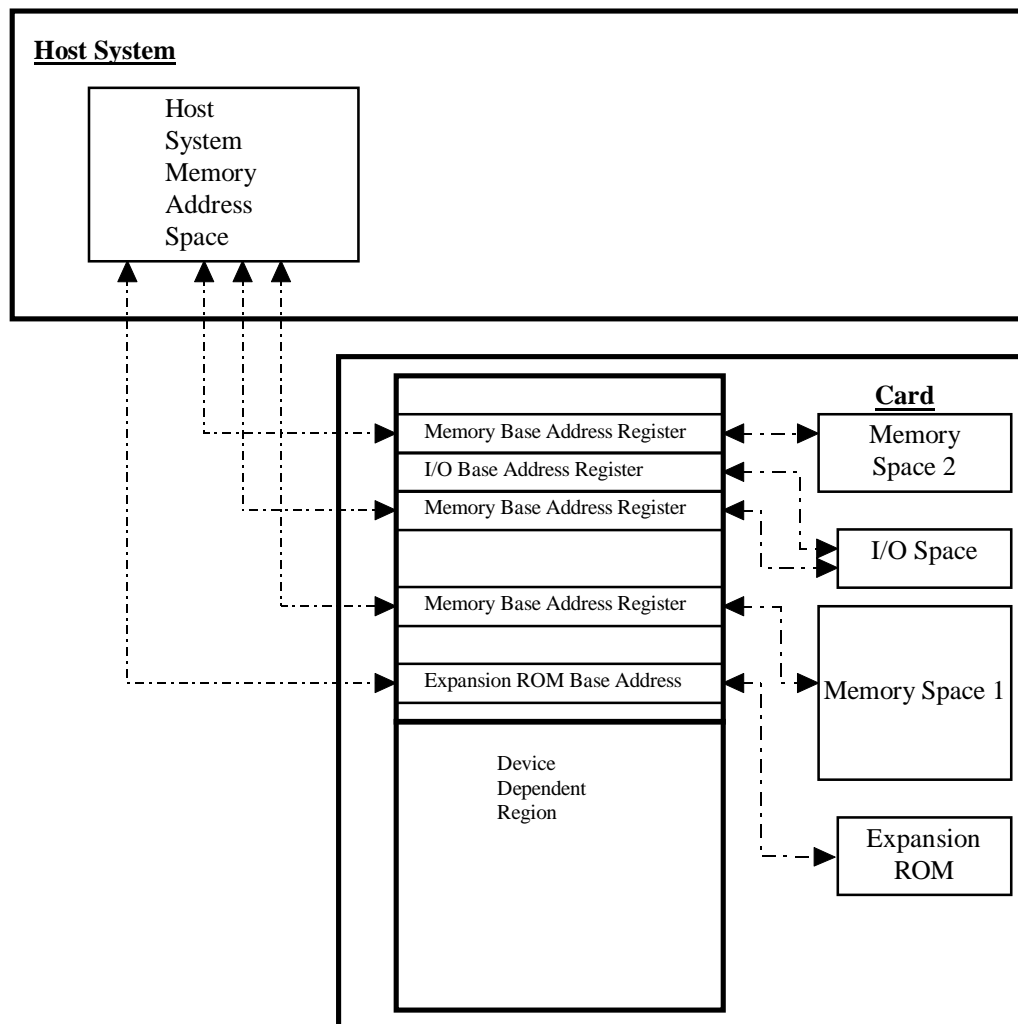 Host System
Host
System
Memory
Address
Space
Card
Memory Base Address Register
I/O Base Address Register
Memory Base Address Register
Memory Base Address Register
Expansion ROM Base Address
Device
Dependent
Region
Memory
Space 2
I/O Space
Memory Space 1
Expansion
ROM